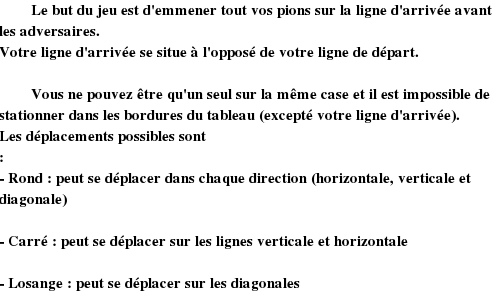 Le but du jeu est d'emmener tout vos pions sur la ligne d'arrivée avant
les adversaires.
Votre ligne d'arrivée se situe à l'opposé de votre ligne de départ.
Vous ne pouvez être qu'un seul sur la même case et il est impossible de
stationner dans les bordures du tableau (excepté votre ligne d'arrivée).
Les déplacements possibles sont
:
- Rond : peut se déplacer dans chaque direction (horizontale, verticale et
diagonale)
- Carré : peut se déplacer sur les lignes verticale et horizontale
- Losange : peut se déplacer sur les diagonales